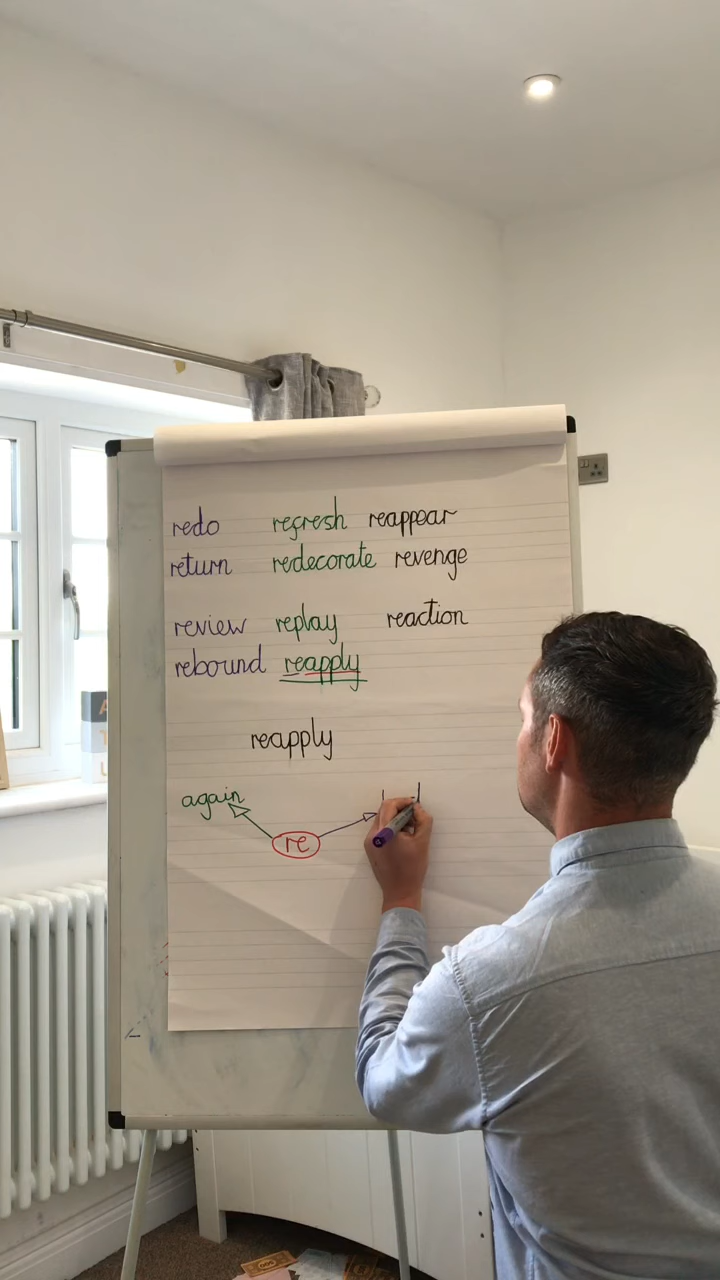 redo refresh reappear
return redecorate revenge
review replay reaction
rebound reapply
reapply
again
re